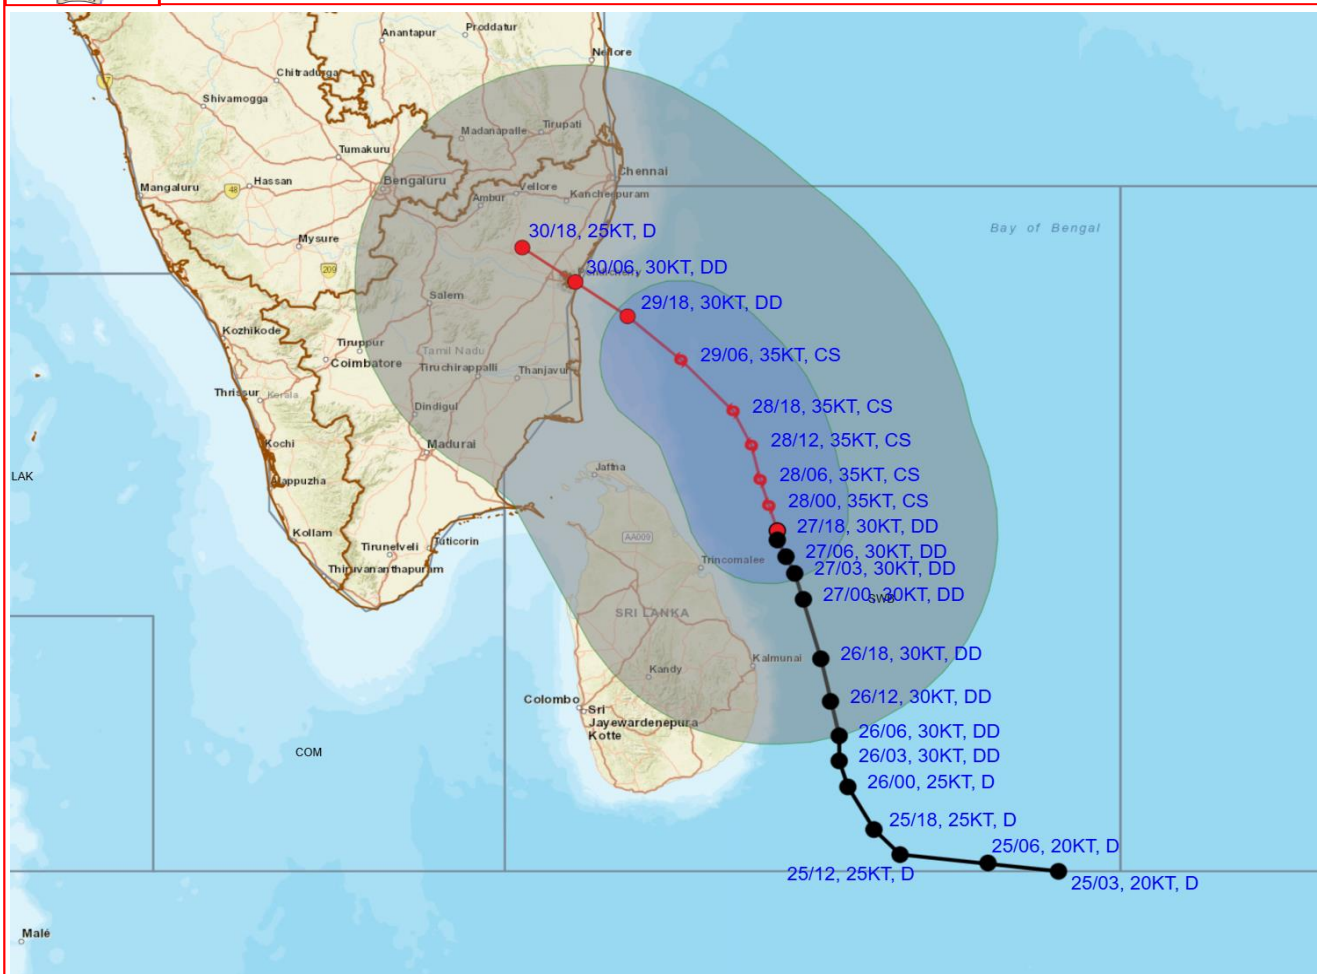 Anantapur
Proddatur
Nellore
Chitradurga
Shivamogga
Madanapalle
Tirupati
Tumakuru
Chennai
Mangaluru
48
Hassan
Bengaluru
Vellore
Ambur
Kancheepuram
Bay of Bengal
Mysure
209
30/18, 25KT, D
30/06, 30KT, DD
Salem
29/18, 30KT, DD
Kozhikode
Tiruppur
Coimbatore
Tamil Nadu
29/06, 35KT, CS
Tiruchirappalli
Thanjavur
Thrissur
Kerala
Dindigul
28/18, 35KT, CS
Kochi
Madurai
28/12, 35KT, CS
LAK
Alappuzha
Jaffna
28/06, 35KT, CS
28/00, 35KT, CS
Kollam
27/18, 30KT, DD
AA009
Tirunelveli
Tuticorin
27/06, 30KT, DD
Trincomalee
Thiruvananthapuram
27/03, 30KT, DD
27/00, 30KT, DD
SWB
SRI LANKA
Kalmunai
26/18, 30KT, DD
Kandy
26/12, 30KT, DD
Colombo
Sri
Jayewardenepura
Kotte
26/06, 30KT, DD
COM
26/03, 30KT, DD
26/00, 25KT, D
25/18, 25KT, D
25/06, 20KT, D
25/12, 25KT, D
25/03, 20KT, D
Malé